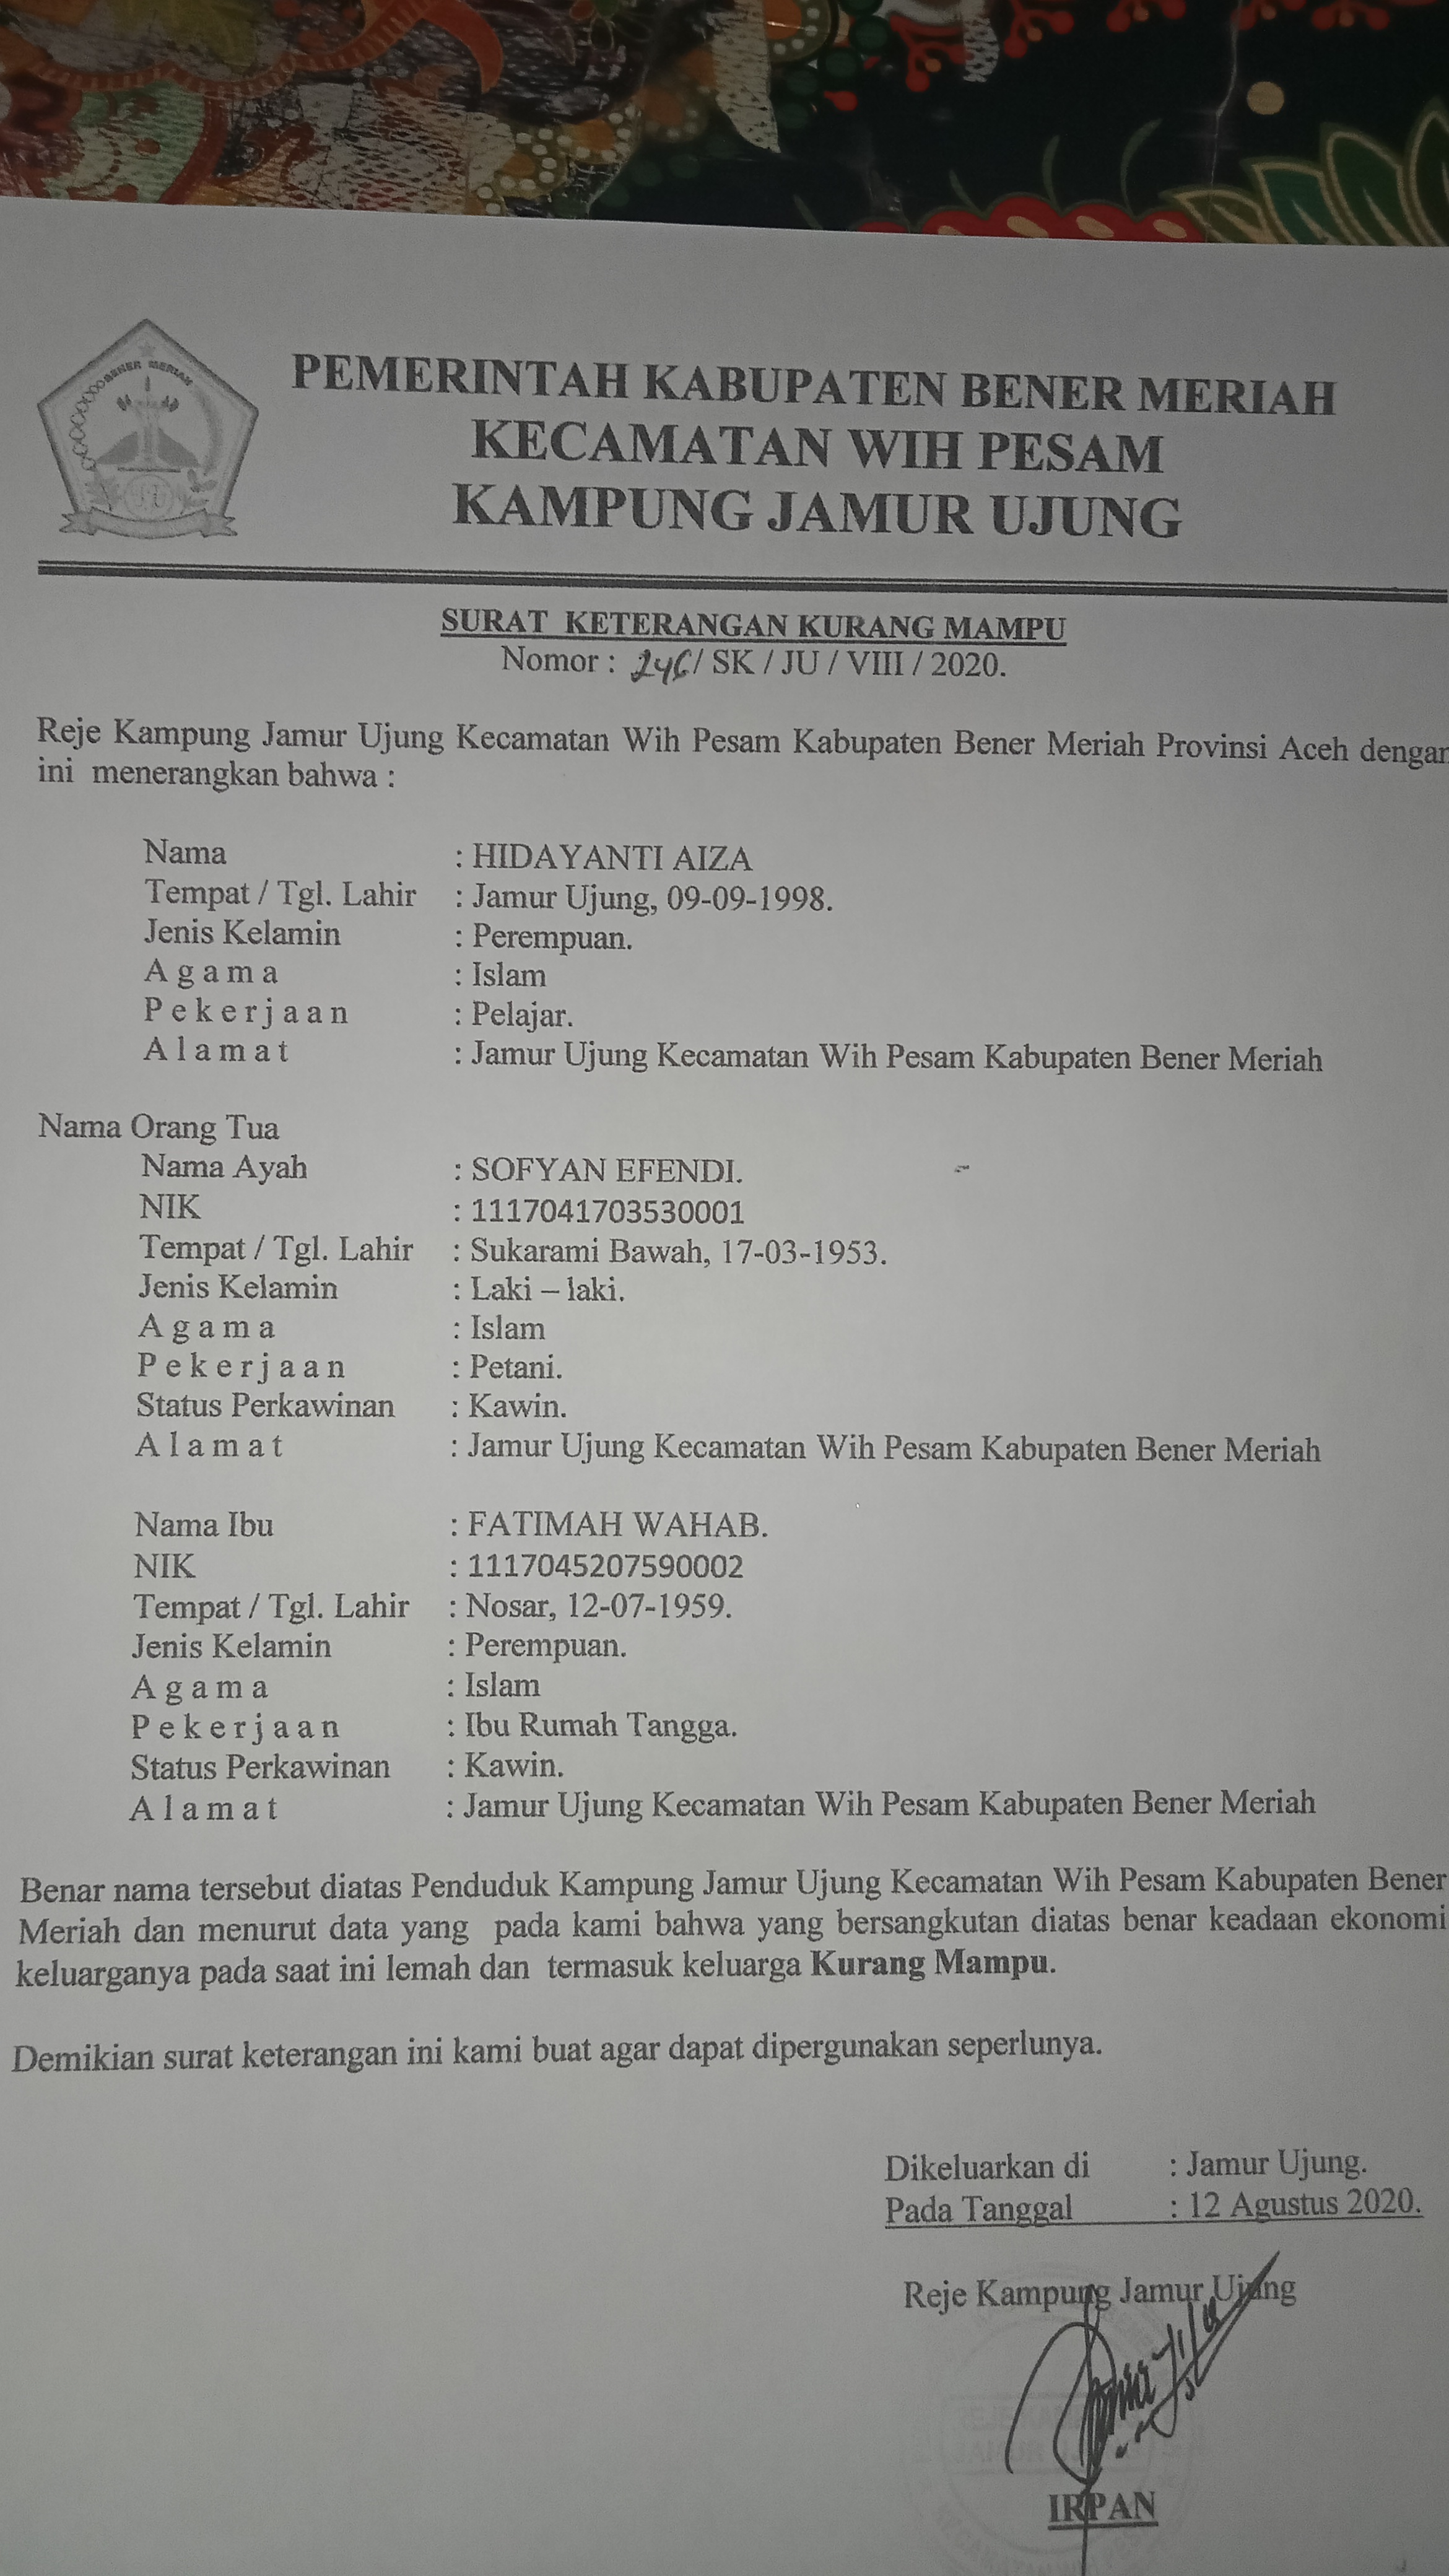 BENER MERIAH
PEMERINTAH KABUPATEN BENER MERIAH
KECAMATAN WIH PESAM
KAMPUNG JAMUR UJUNG
SURAT KETERANGAN KURANG MAMPU
Nomor : 246/ SK / JU / VIII / 2020.
Reje Kampung Jamur Ujung Kecamatan Wih Pesam Kabupaten Bener Meriah Provinsi Aceh dengan
ini menerangkan bahwa :
Nama : HIDAYANTI AIZA
Tempat / Tgl. Lahir : Jamur Ujung, 09-09-1998.
Jenis Kelamin : Perempuan.
A g a m a : Islam
P e k e r j a a n : Pelajar.
A l a m a t : Jamur Ujung Kecamatan Wih Pesam Kabupaten Bener Meriah
Nama Orang Tua
Nama Ayah : SOFYAN EFENDI.
NIK : 1117041703530001
Tempat / Tgl. Lahir : Sukarami Bawah, 17-03-1953.
Jenis Kelamin : Laki – laki.
A g a m a : Islam
P e k e r j a a n : Petani.
Status Perkawinan : Kawin.
A l a m a t : Jamur Ujung Kecamatan Wih Pesam Kabupaten Bener Meriah
Nama Ibu : FATIMAH WAHAB.
NIK : 1117045207590002
Tempat / Tgl. Lahir : Nosar, 12-07-1959.
Jenis Kelamin : Perempuan.
A g a m a : Islam
P e k e r j a a n : Ibu Rumah Tangga.
Status Perkawinan : Kawin.
A l a m a t : Jamur Ujung Kecamatan Wih Pesam Kabupaten Bener Meriah
Benar nama tersebut diatas Penduduk Kampung Jamur Ujung Kecamatan Wih Pesam Kabupaten Bener
Meriah dan menurut data yang pada kami bahwa yang bersangkutan diatas benar keadaan ekonomi
keluarganya pada saat ini lemah dan termasuk keluarga Kurang Mampu.
Demikian surat keterangan ini kami buat agar dapat dipergunakan seperlunya.
Dikeluarkan di : Jamur Ujung.
Pada Tanggal : 12 Agustus 2020.
Reje Kampung Jamur Ujung
IRPAN